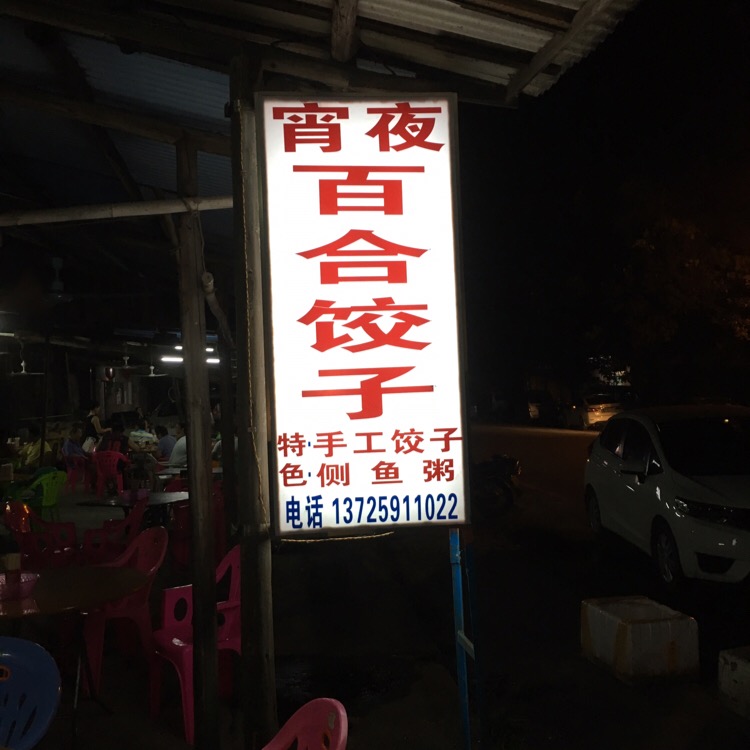 宵夜
百合饺子
特·手工饺子
色·侧鱼粥
电话 13725911022